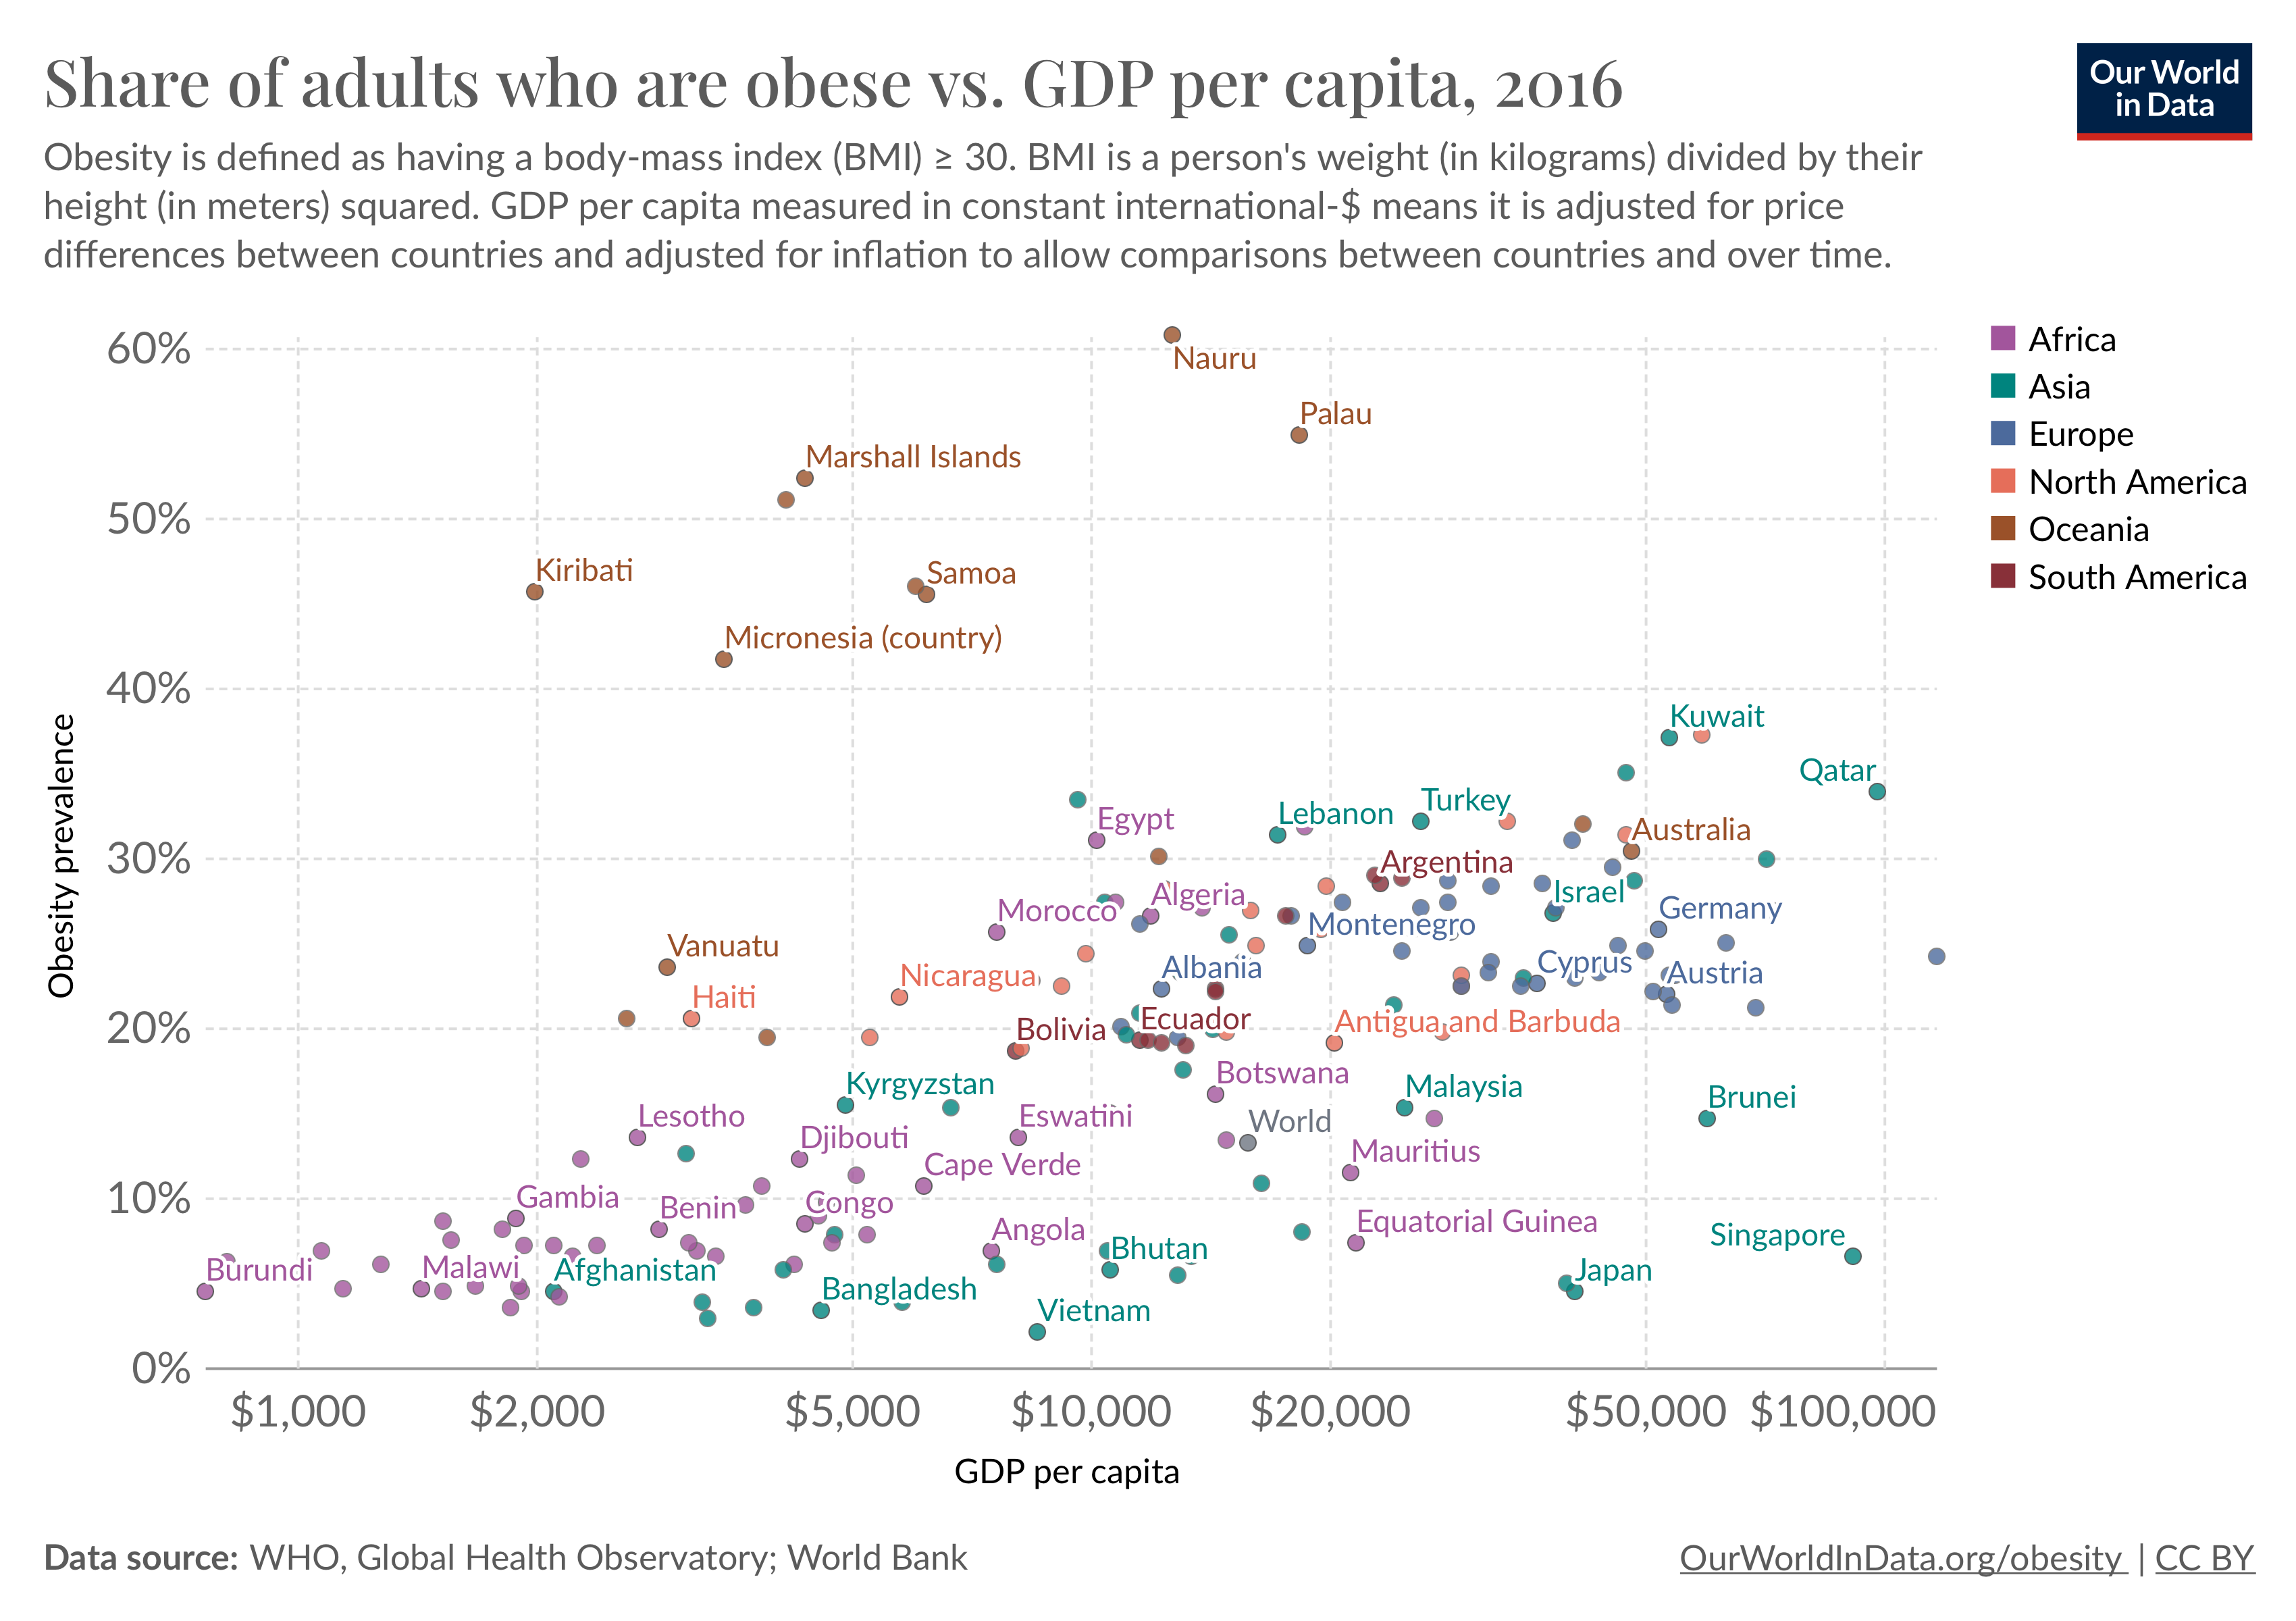 Share of adults who are obese vs. GDP per capita, 2016
Our World
in Data
Obesity is defined as having a body-mass index (BMI) ≥ 30. BMI is a person's weight (in kilograms) divided by their
height (in meters) squared. GDP per capita measured in constant international-$ means it is adjusted for price
differences between countries and adjusted for inflation to allow comparisons between countries and over time.
Africa
Asia
Europe
North America
Oceania
South America
Obesity prevalence
60%
50%
40%
30%
20%
10%
0%
Nauru
Palau
Marshall Islands
Kiribati
Samoa
Micronesia (country)
Kuwait
Qatar
Turkey
Lebanon
Egypt
Australia
Argentina
Israel
Algeria
Morocco
Germany
Montenegro
Vanuatu
Cyprus
Albania
Austria
Nicaragua
Haiti
Antigua and Barbuda
Ecuador
Bolivia
Botswana
Kyrgyzstan
Malaysia
Brunei
Lesotho
Eswatini
World
Djibouti
Mauritius
Cape Verde
Gambia
Congo
Benin
Equatorial Guinea
Angola
Singapore
Bhutan
Burundi
Malawi
Afghanistan
Japan
Bangladesh
Vietnam
$1,000
$2,000
$5,000
$10,000
$20,000
$50,000
$100,000
GDP per capita
Data source: WHO, Global Health Observatory; World Bank
OurWorldInData.org/obesity | CC BY